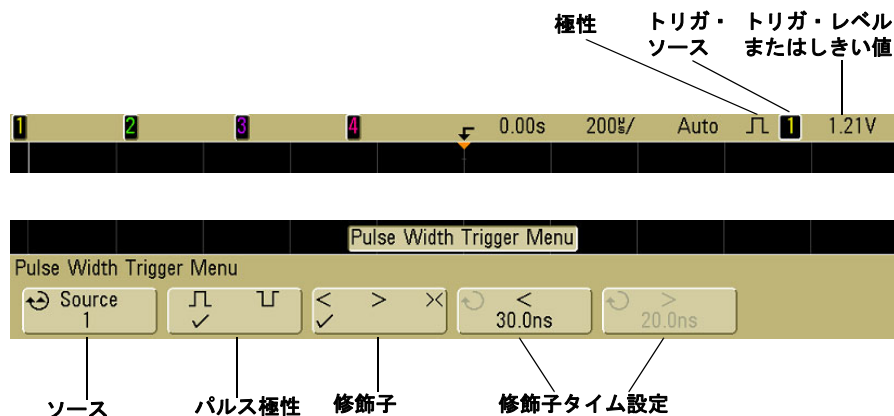 極性
トリガ・ソース
トリガ・レベルまたはしきい値
1 2 3 4 0.00s 200㎲/ Auto 1 1.21V
Pulse Width Trigger Menu
Pulse Width Trigger Menu
Source 1
< > ><
< 30.0ns
> 20.0ns
ソース
パルス極性
修飾子
修飾子タイム設定